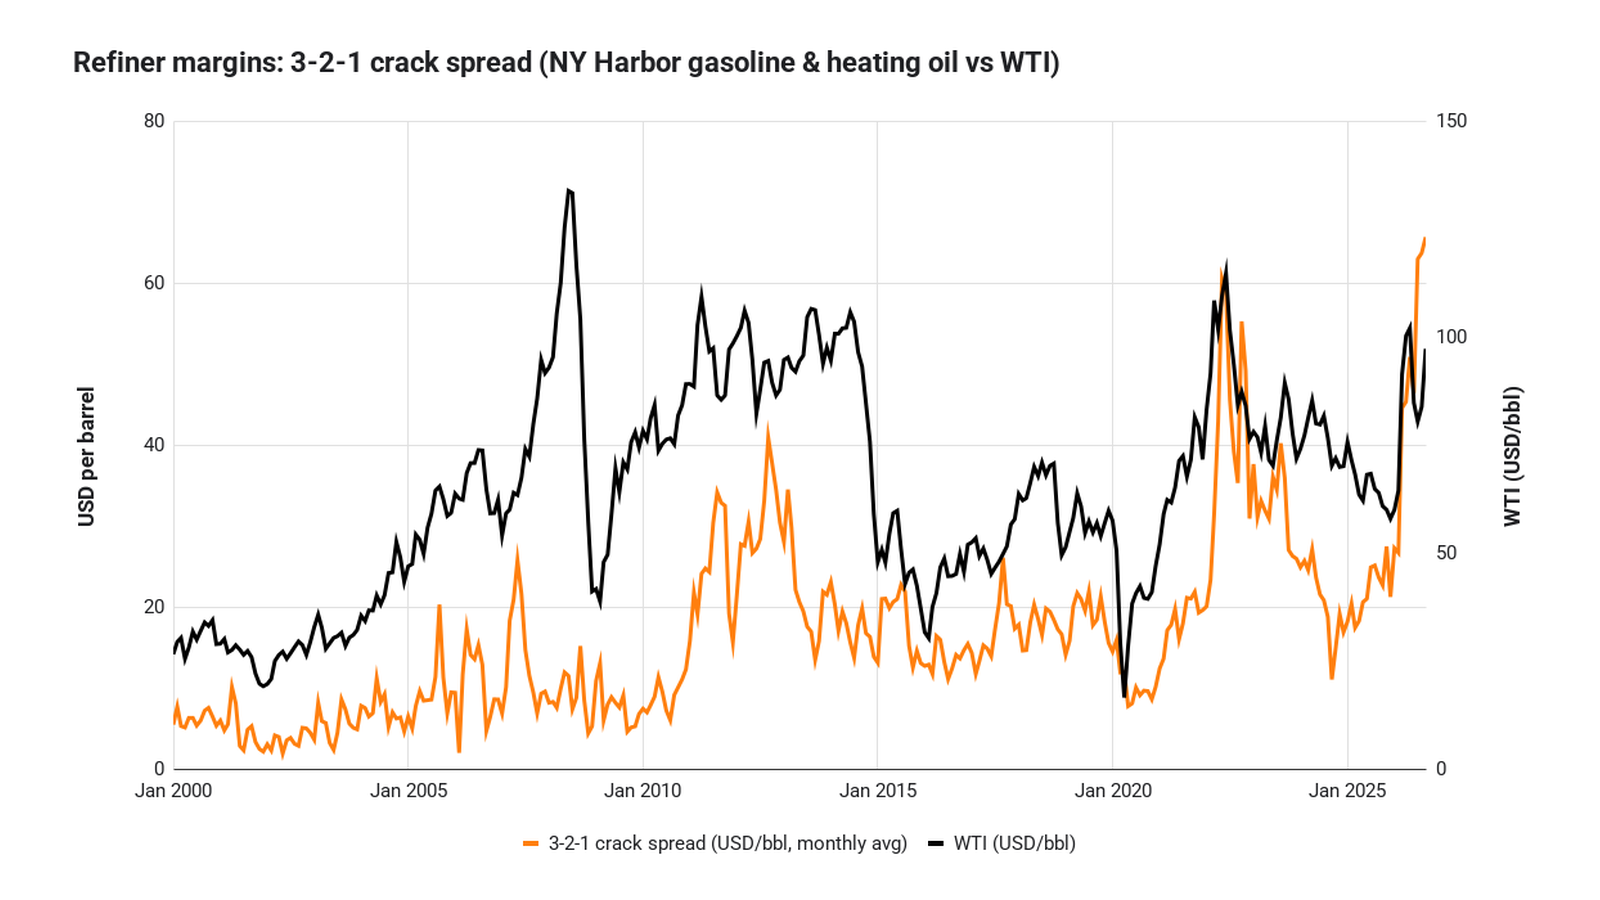 Refiner margins: 3-2-1 crack spread (NY Harbor gasoline & heating oil vs WTI)
80
60
40
20
0
USD per barrel
150
100
50
0
WTI (USD/bbl)
Jan 2000
Jan 2005
Jan 2010
Jan 2015
Jan 2020
Jan 2025
3-2-1 crack spread (USD/bbl, monthly avg)
WTI (USD/bbl)